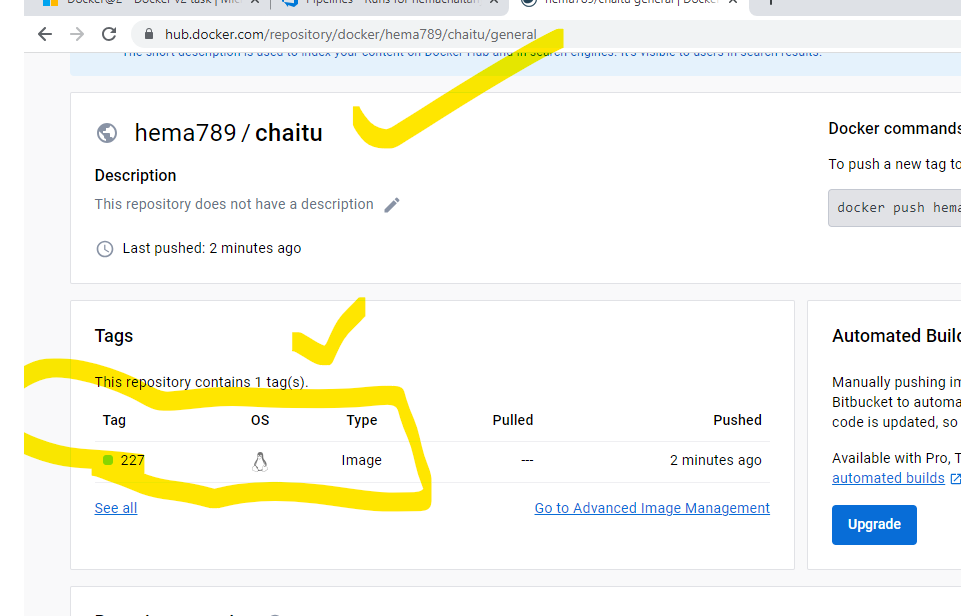 Docker@2 - Docker v2 task | Mic
Pipelines - Runs for hemachaitan
hema789/chaitu general | Docke
hub.docker.com/repository/docker/hema789/chaitu/general
The short description is used to index your content on Docker Hub and in search engines. It's visible to users in search results.
hema789 / chaitu
Description
This repository does not have a description
Last pushed: 2 minutes ago
Docker commands
To push a new tag to
docker push hema
Tags
This repository contains 1 tag(s).
Tag OS Type Pulled Pushed
227 Image --- 2 minutes ago
See all Go to Advanced Image Management
Automated Build
Manually pushing im
Bitbucket to automa
code is updated, so
Available with Pro, T
automated builds
Upgrade